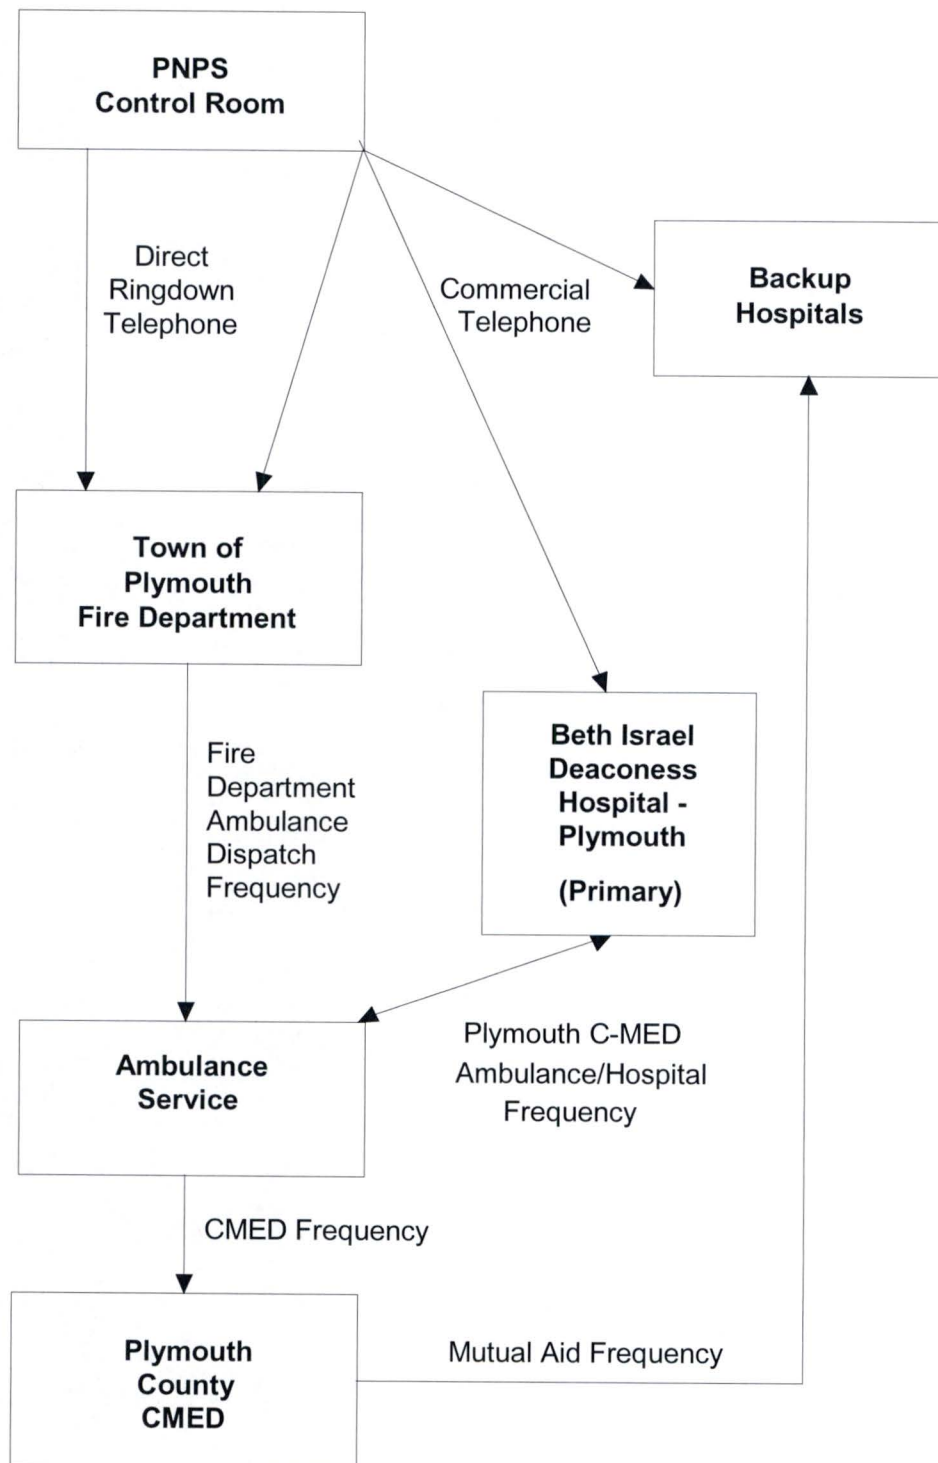 PNPS
Control Room
Direct
Ringdown
Telephone
Commercial
Telephone
Backup
Hospitals
Town of
Plymouth
Fire Department
Fire
Department
Ambulance
Dispatch
Frequency
Beth Israel
Deaconess
Hospital -
Plymouth
(Primary)
Ambulance
Service
Plymouth C-MED
Ambulance/Hospital
Frequency
CMED Frequency
Plymouth
County
CMED
Mutual Aid Frequency